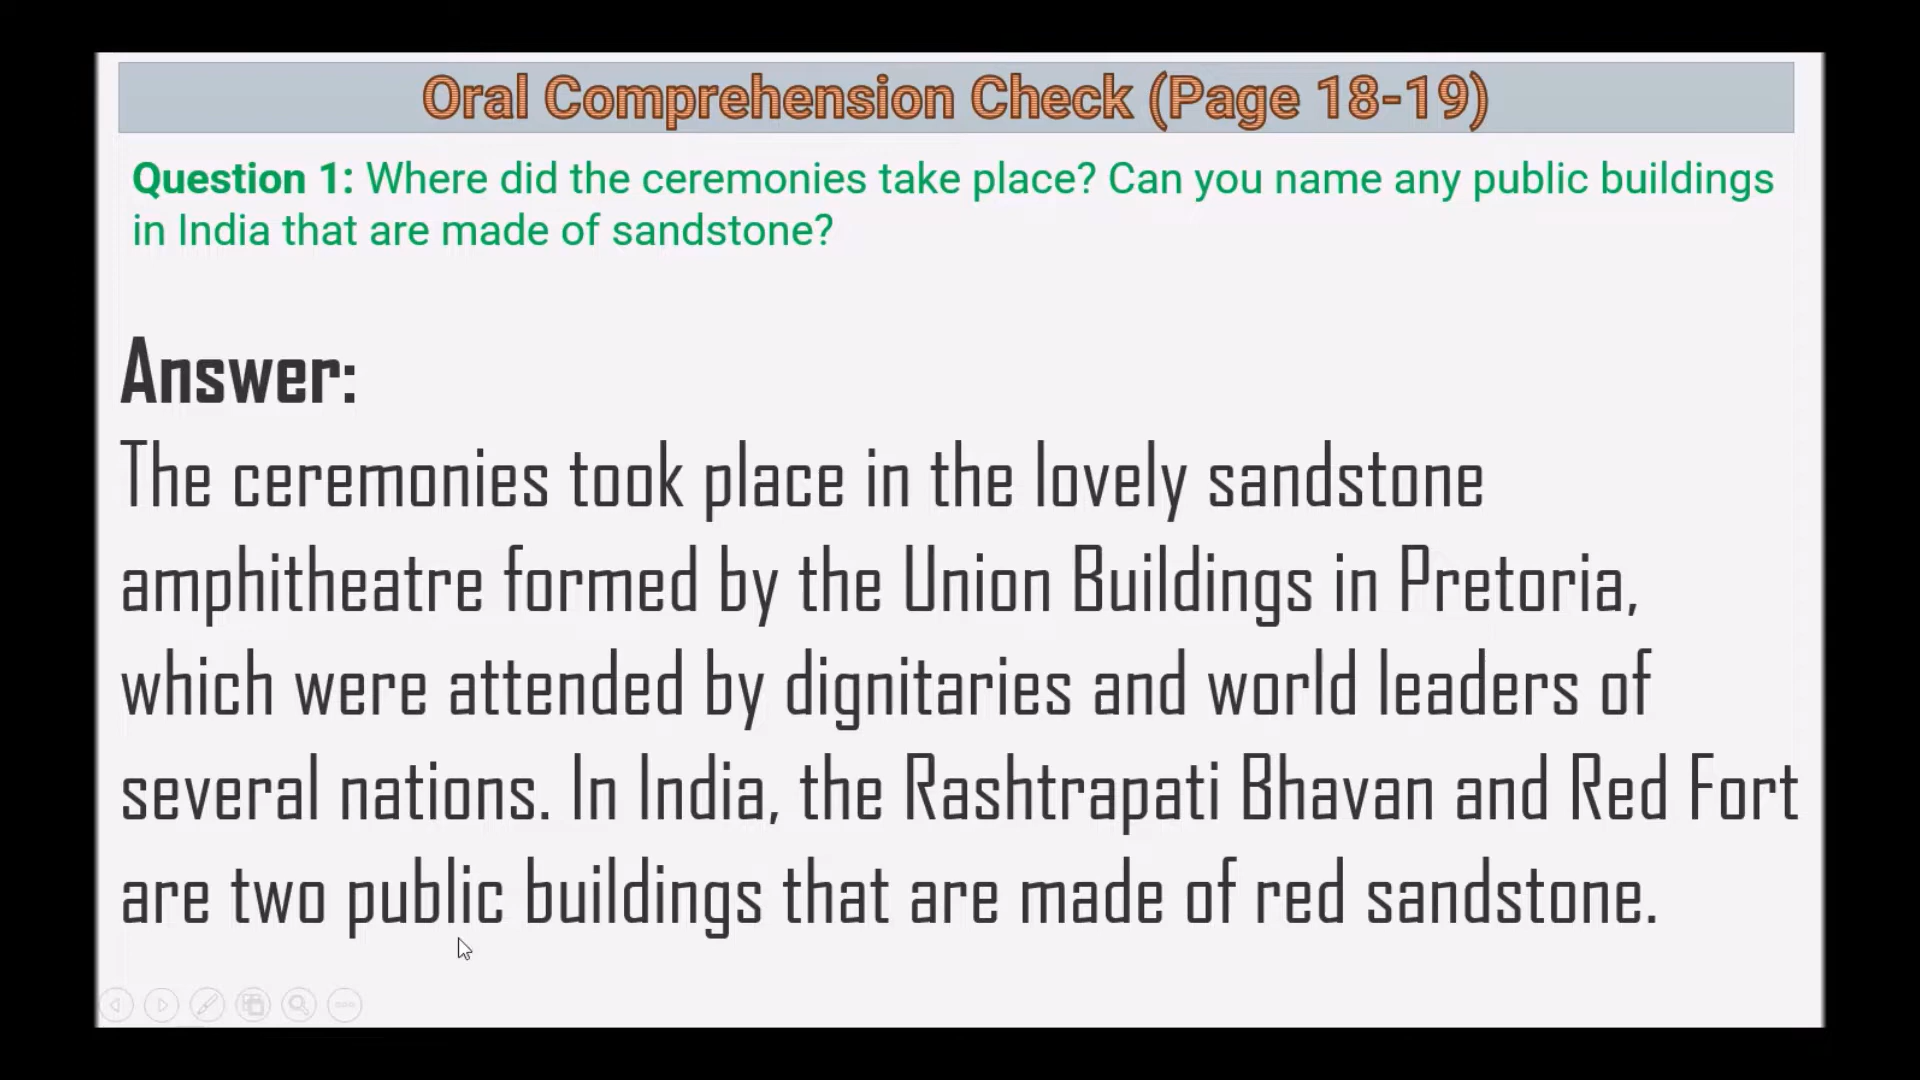 Oral Comprehension Check (Page 18-19)
Question 1: Where did the ceremonies take place? Can you name any public buildings
in India that are made of sandstone?
Answer:
The ceremonies took place in the lovely sandstone
amphitheatre formed by the Union Buildings in Pretoria,
which were attended by dignitaries and world leaders of
several nations. In India, the Rashtrapati Bhavan and Red Fort
are two public buildings that are made of red sandstone.